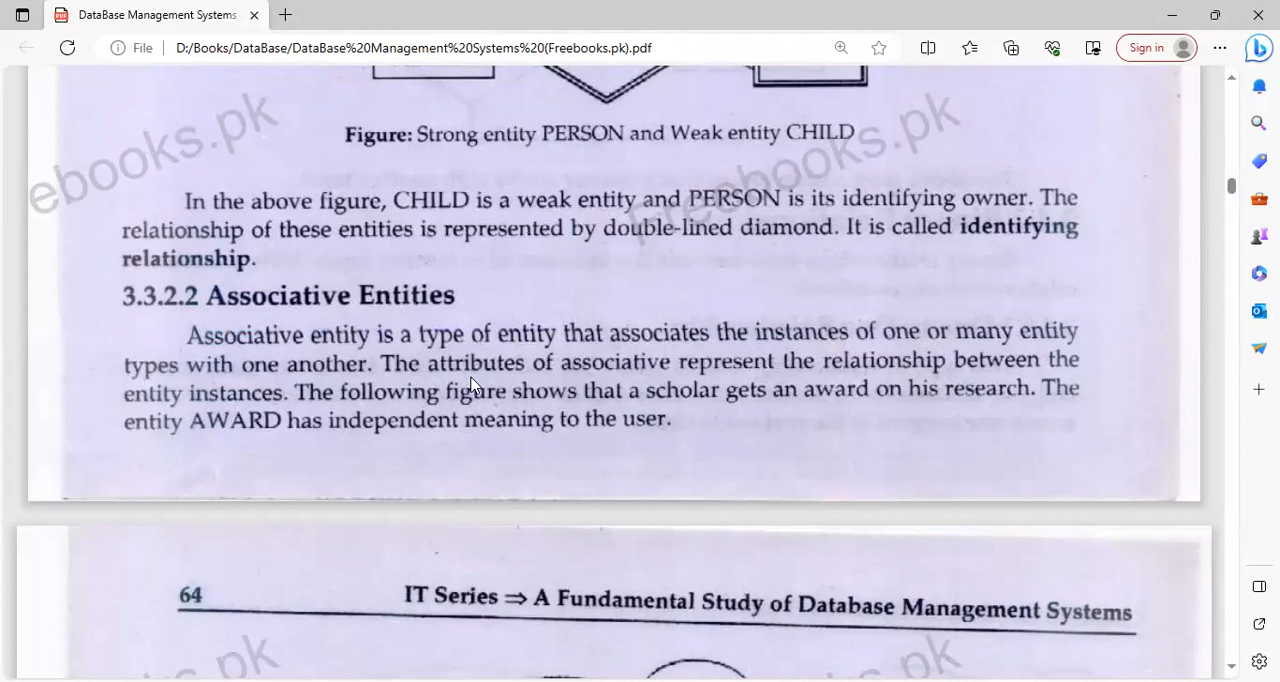 DataBase Management Systems
File
D:/Books/DataBase/DataBase%20Management%20Systems%20(Freebooks.pk).pdf
Sign in
ebooks.pk
Freebooks.pk
Figure: Strong entity PERSON and Weak entity CHILD
In the above figure, CHILD is a weak entity and PERSON is its identifying owner. The
relationship of these entities is represented by double-lined diamond. It is called identifying
relationship.
3.3.2.2 Associative Entities
Associative entity is a type of entity that associates the instances of one or many entity
types with one another. The attributes of associative represent the relationship between the
entity instances. The following figure shows that a scholar gets an award on his research. The
entity AWARD has independent meaning to the user.
64
IT Series ⇒ A Fundamental Study of Database Management Systems
pk
pk